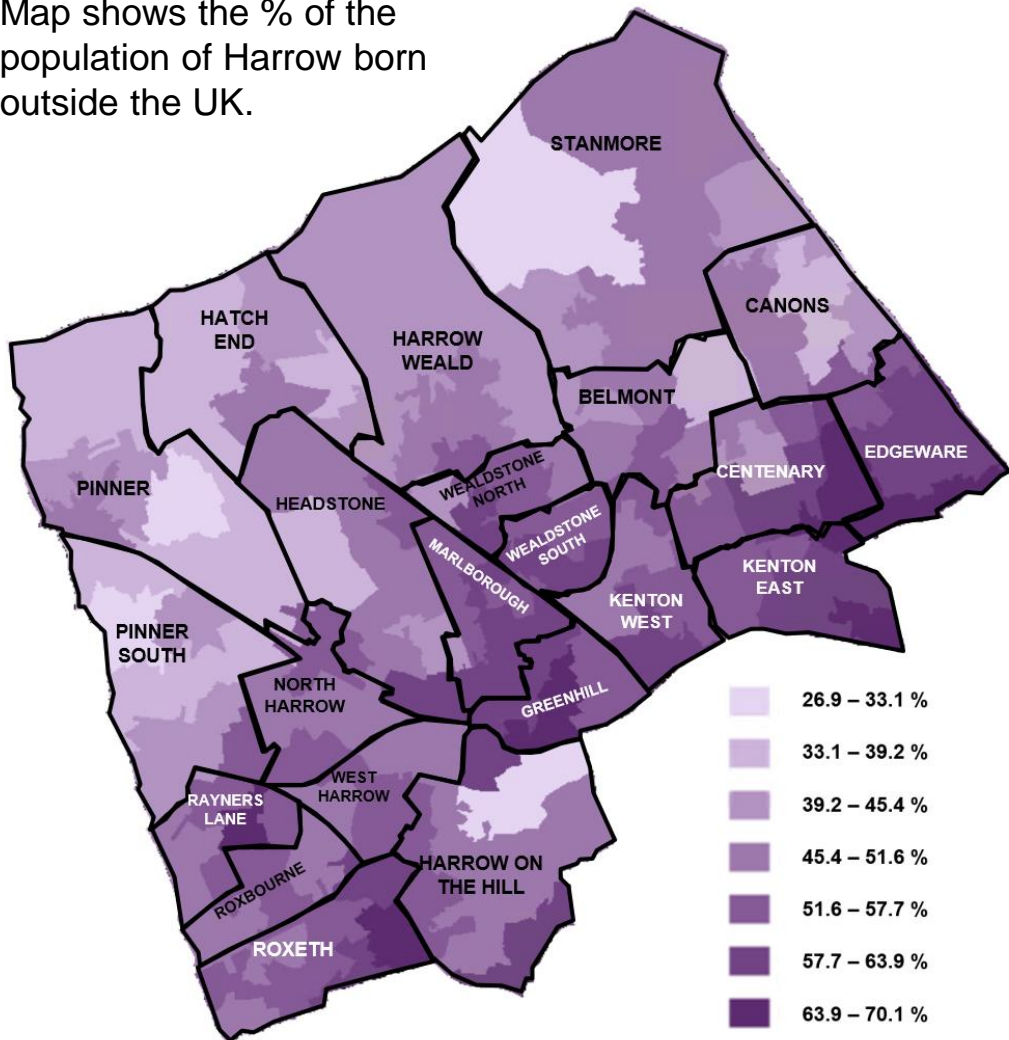 Map shows the % of the
population of Harrow born
outside the UK.
STANMORE
CANONS
HATCH
END
HARROW
WEALD
BELMONT
EDGEWARE
CENTENARY
WEALDSTONE
NORTH
PINNER
HEADSTONE
WEALDSTONE
SOUTH
MARLBOROUGH
KENTON
EAST
KENTON
WEST
PINNER
SOUTH
NORTH
HARROW
GREENHILL
WEST
HARROW
RAYNERS
LANE
HARROW ON
THE HILL
ROXBOURNE
ROXETH
26.9 – 33.1 %
33.1 – 39.2 %
39.2 – 45.4 %
45.4 – 51.6 %
51.6 – 57.7 %
57.7 – 63.9 %
63.9 – 70.1 %